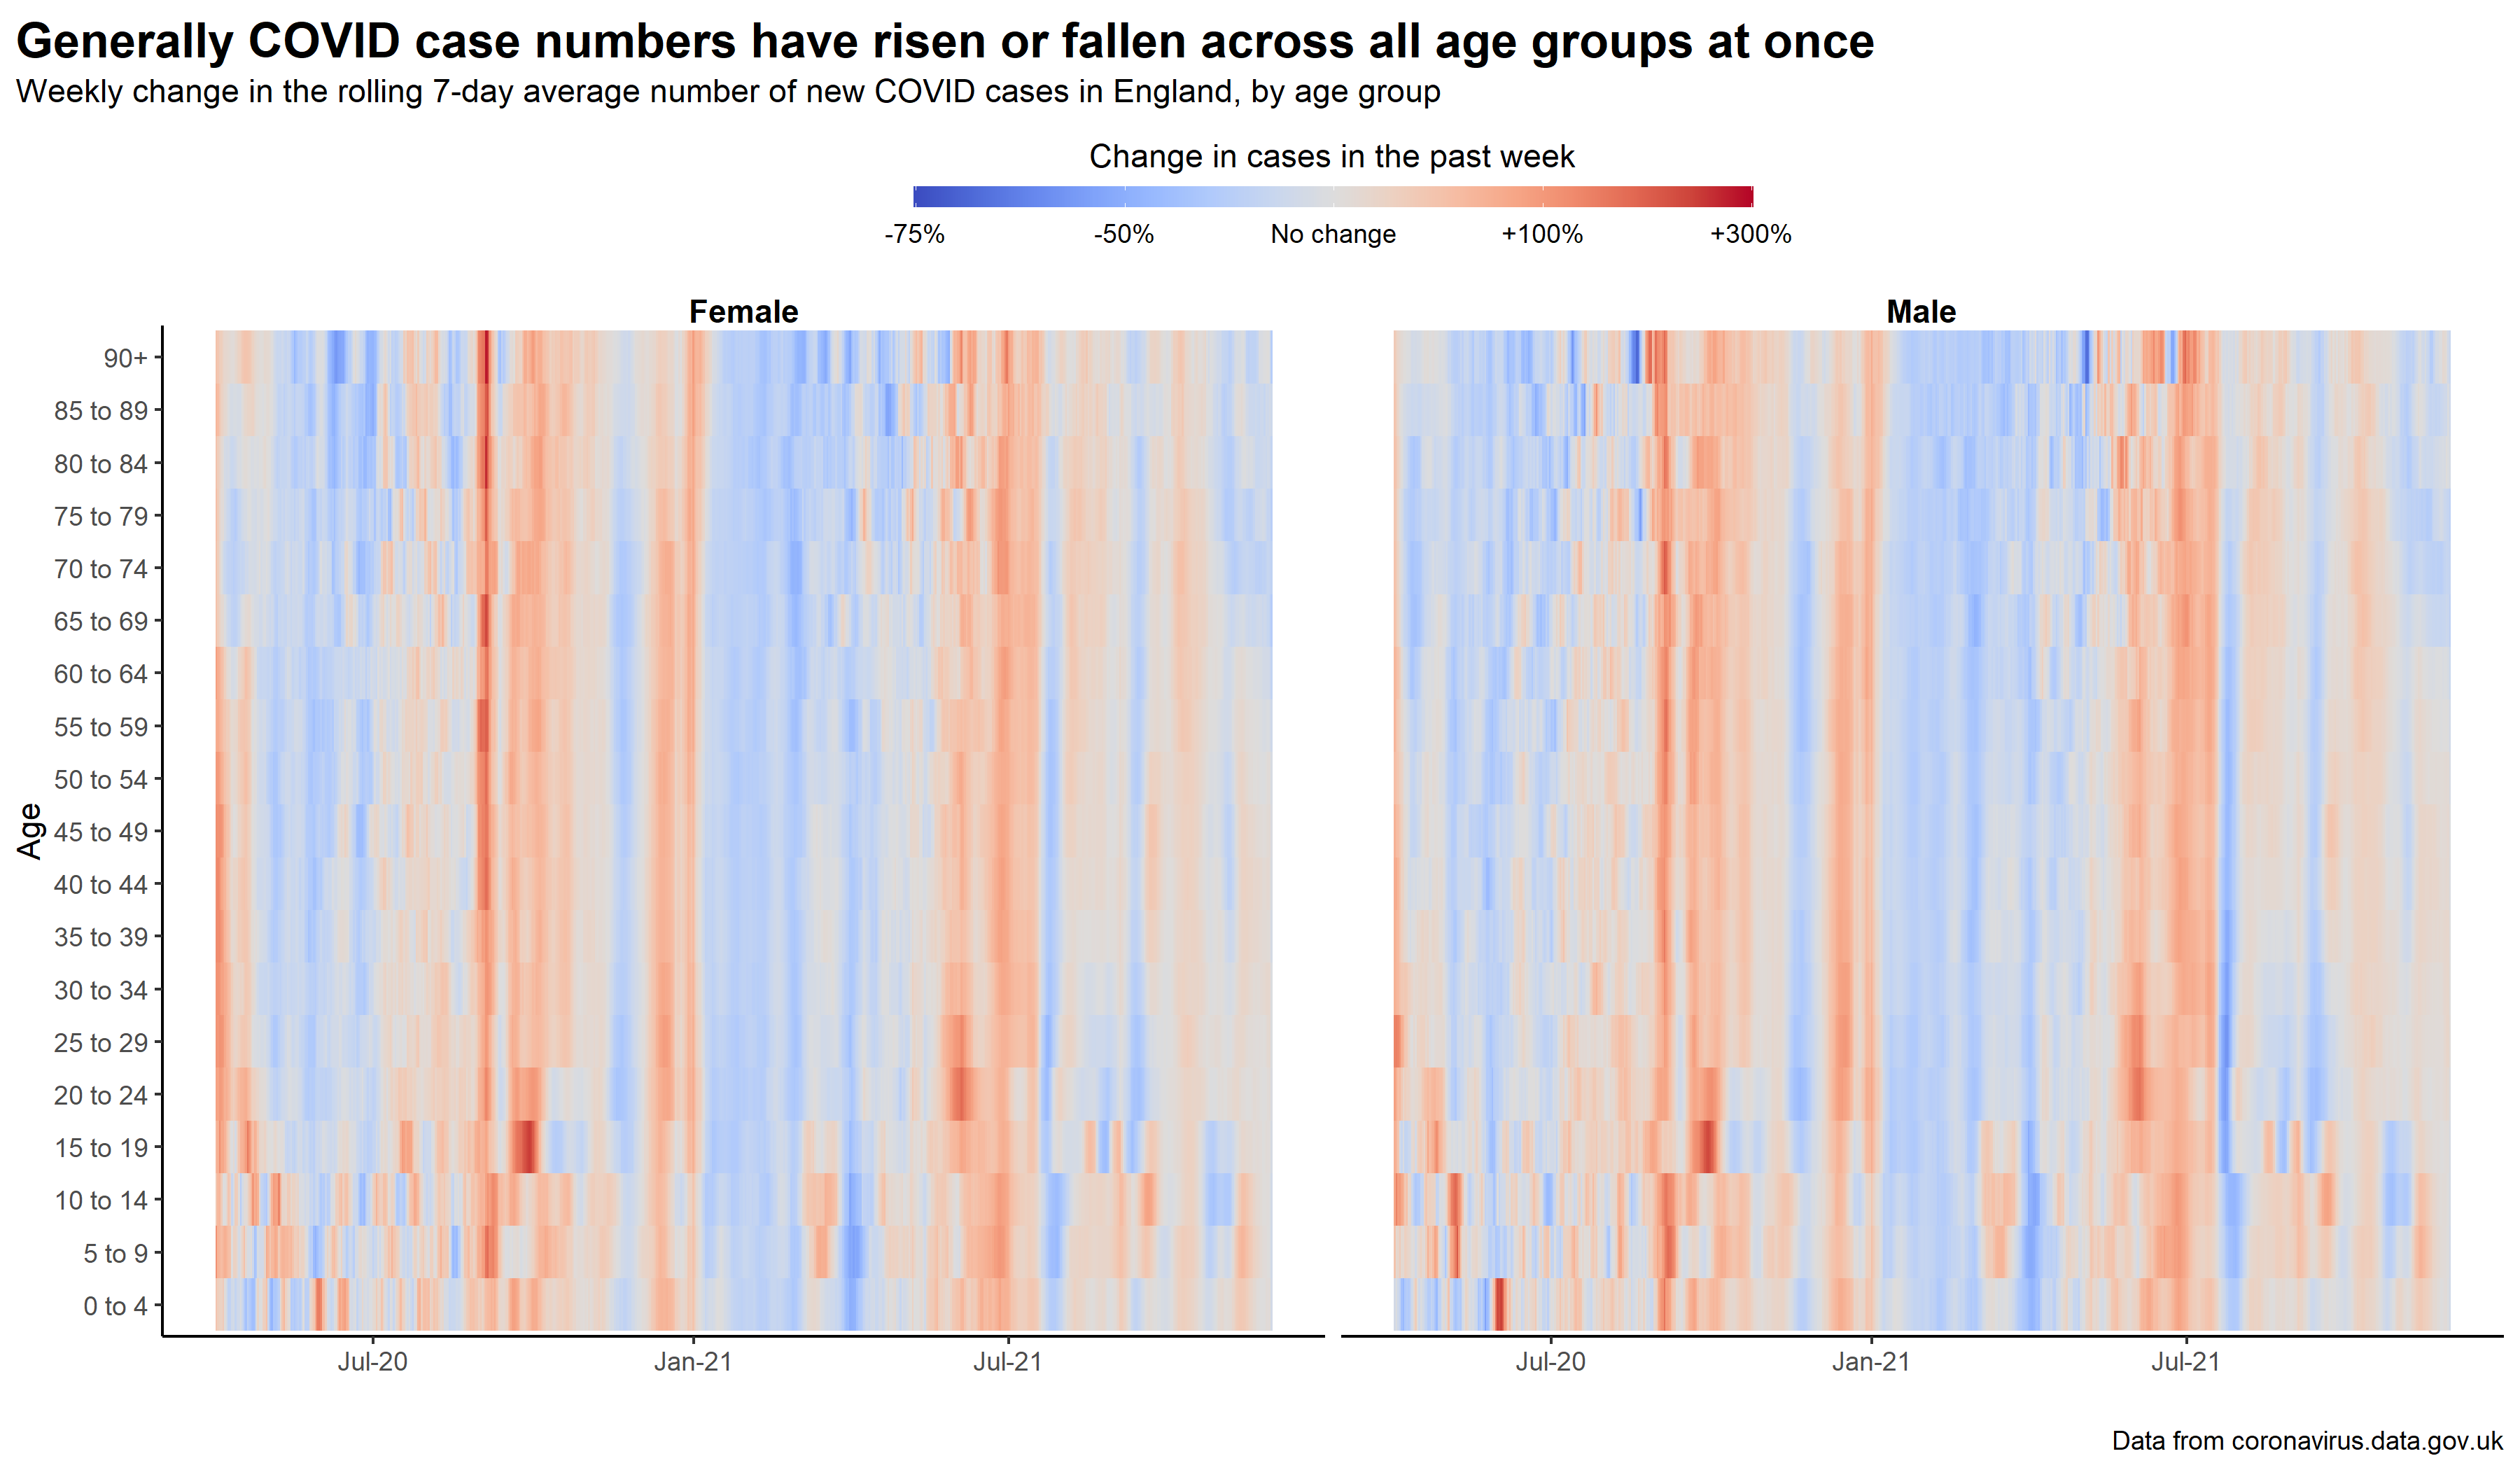 Generally COVID case numbers have risen or fallen across all age groups at once
Weekly change in the rolling 7-day average number of new COVID cases in England, by age group
Change in cases in the past week
-75%
-50%
No change
+100%
+300%
Female
Male
Age
90+
85 to 89
80 to 84
75 to 79
70 to 74
65 to 69
60 to 64
55 to 59
50 to 54
45 to 49
40 to 44
35 to 39
30 to 34
25 to 29
20 to 24
15 to 19
10 to 14
5 to 9
0 to 4
Jul-20
Jan-21
Jul-21
Jul-20
Jan-21
Jul-21
Data from coronavirus.data.gov.uk